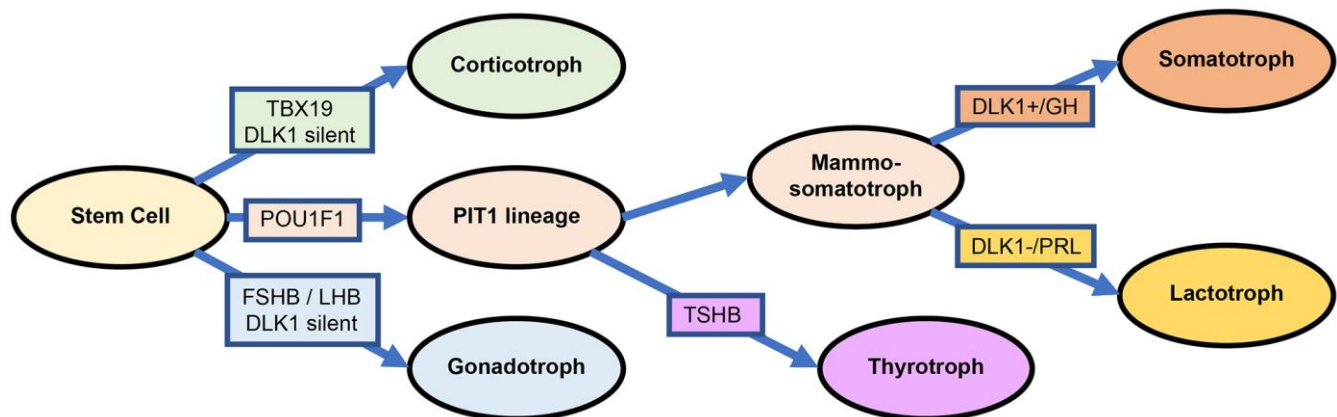 Corticotroph
Somatotroph
TBX19
DLK1 silent
DLK1+/GH
Mammo-
somatotroph
Stem Cell
POU1F1
PIT1 lineage
DLK1-/PRL
FSHB / LHB
DLK1 silent
TSHB
Lactotroph
Gonadotroph
Thyrotroph